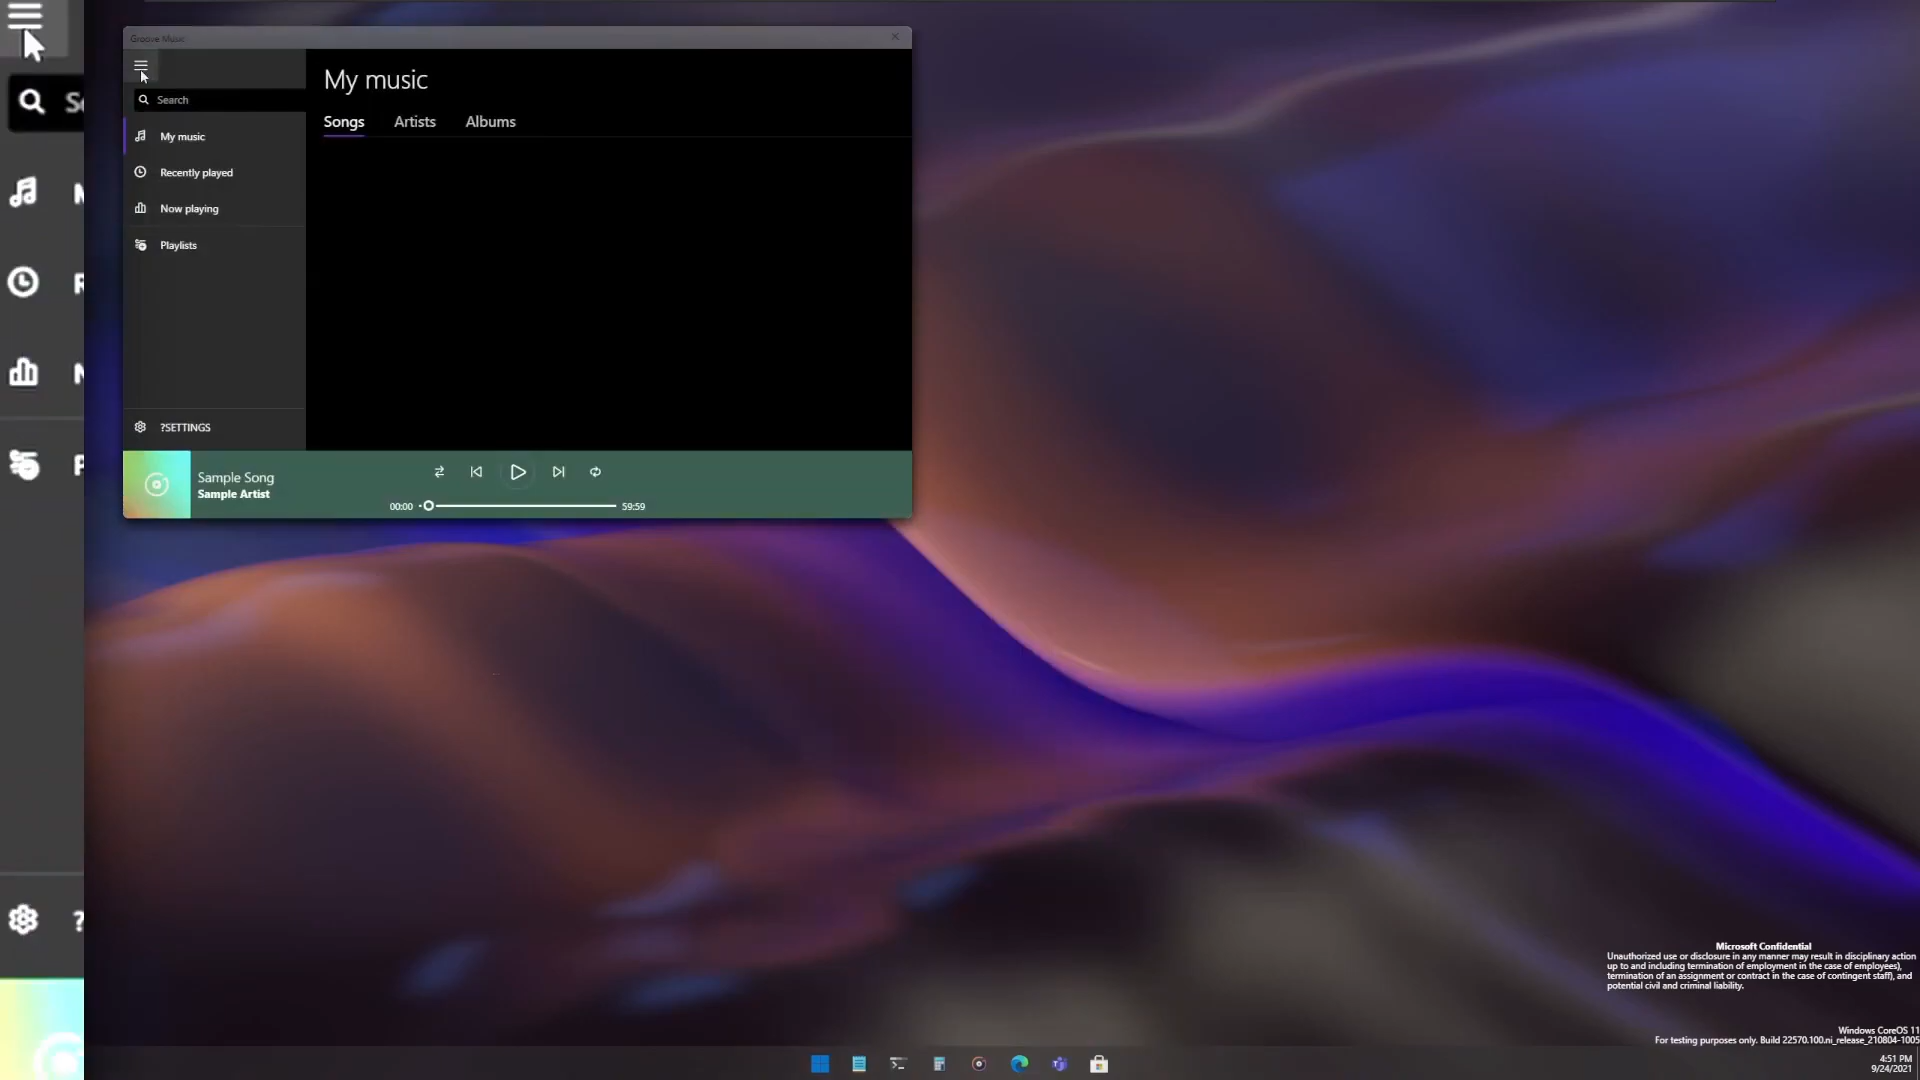 Groove Music
Search
My music
Recently played
Now playing
Playlists
?SETTINGS
My music
Songs Artists Albums
Sample Song
Sample Artist
00:00 59:59
Microsoft Confidential
Unauthorized use or disclosure in any manner may result in disciplinary action
up to and including termination of employment in the case of employees),
termination of an assignment or contract in the case of contingent staff), and
potential civil and criminal liability.
Windows CoreOS 11
For testing purposes only. Build 22570.100.ni_release_210804-1005
4:51 PM
9/24/2021